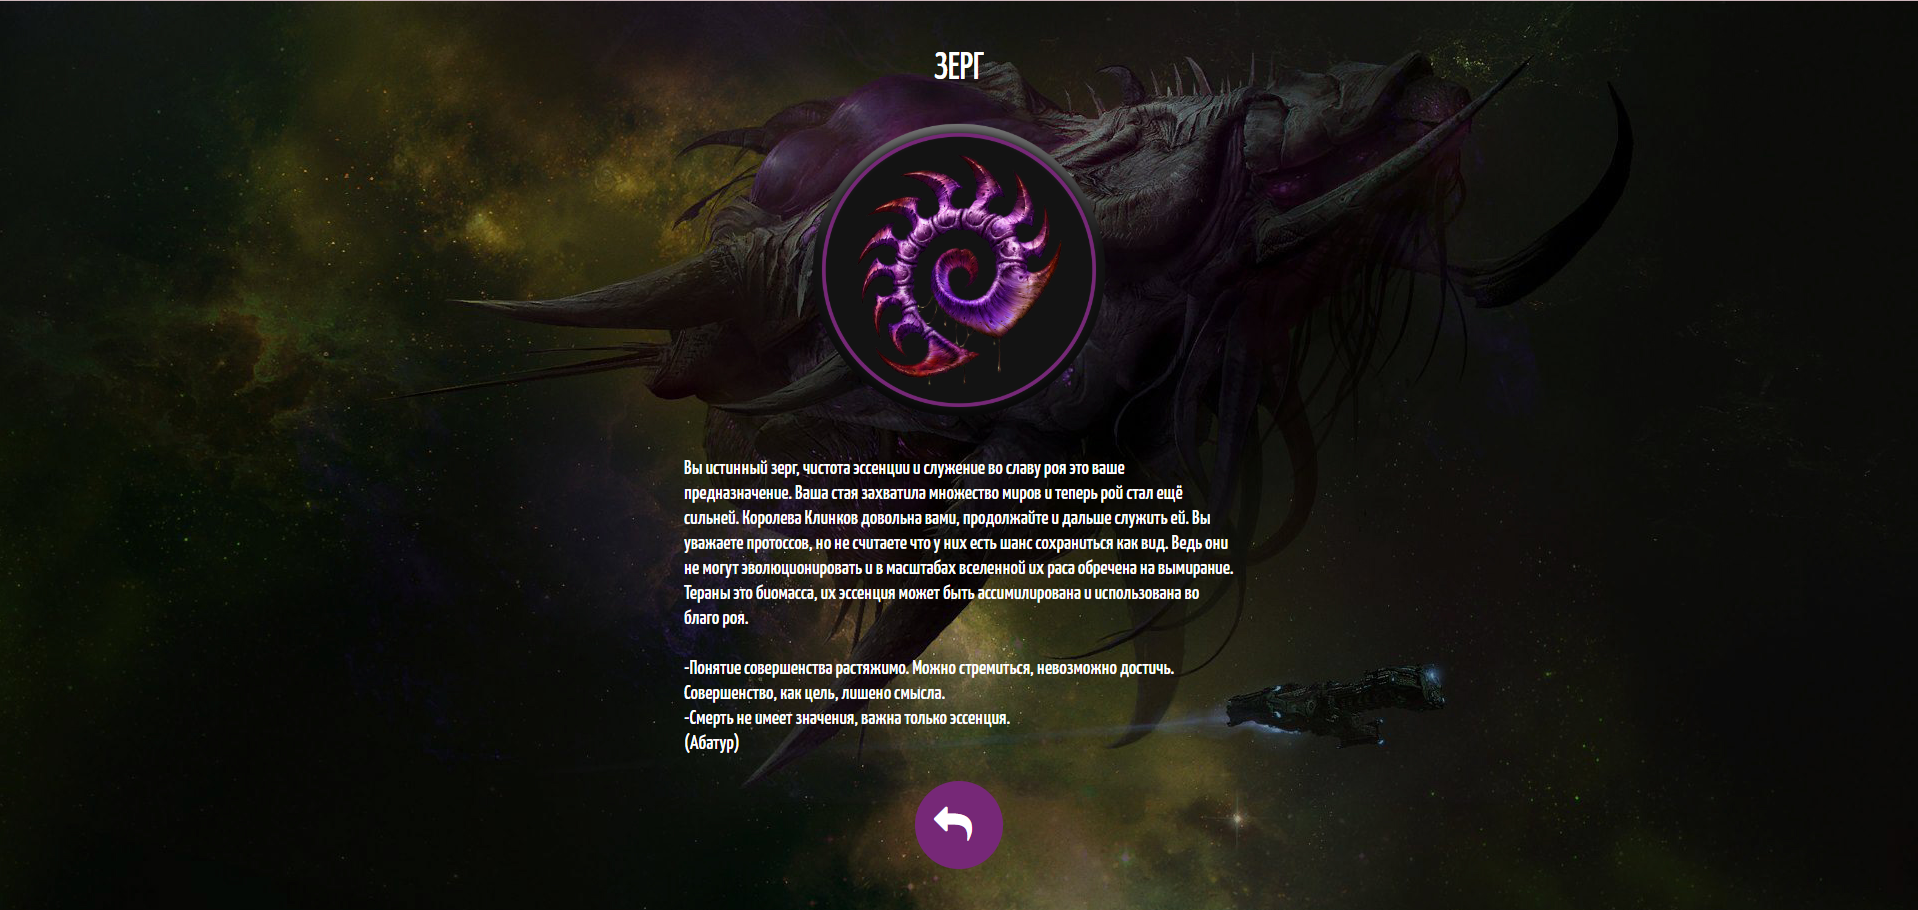 ЗЕРГ
Вы истинный зерг, чистота эссенции и служение во славу роя это ваше
предназначение. Ваша стая захватила множество миров и теперь рой стал ещё
сильней. Королева Клинков довольна вами, продолжайте и дальше служить ей. Вы
уважаете протоссов, но не считаете что у них есть шанс сохраниться как вид. Ведь они
не могут эволюционировать и в масштабах вселенной их раса обречена на вымирание.
Тераны это биомасса, их эссенция может быть ассимилирована и использована во
благо роя.
-Понятие совершенства растяжимо. Можно стремиться, невозможно достичь.
Совершенство, как цель, лишено смысла.
-Смерть не имеет значения, важна только эссенция.
(Абатур)